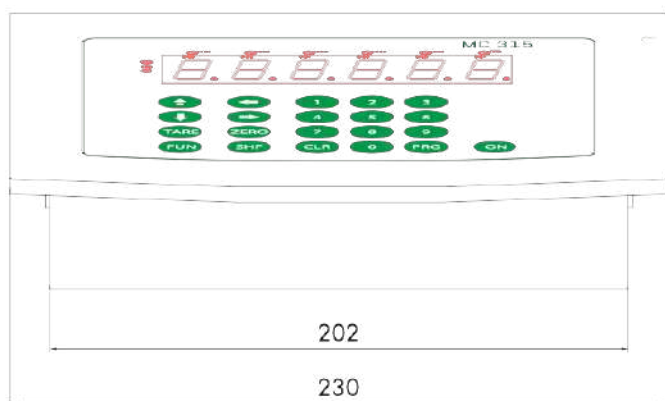 MC 315
1 2 3
4 5 6
TARE ZERO 7 8 9
FUN SHF CLR 0 PRG ON
202
230